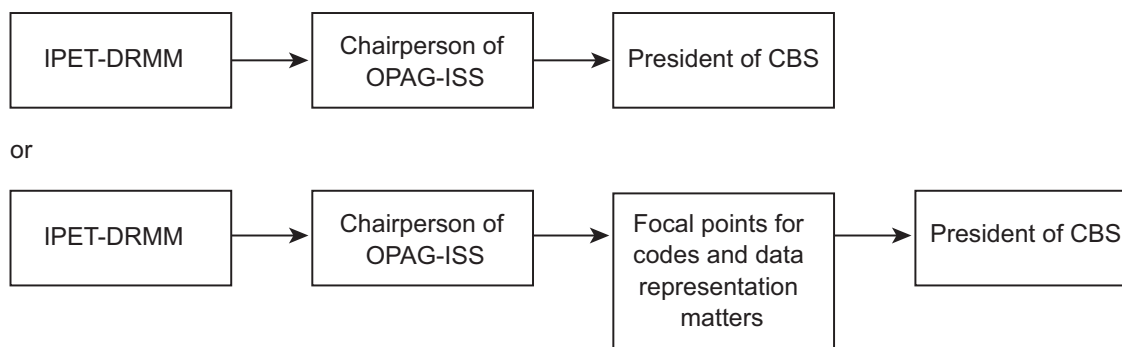 IPET-DRMM
Chairperson of
OPAG-ISS
President of CBS
or
IPET-DRMM
Chairperson of
OPAG-ISS
Focal points for
codes and data
representation
matters
President of CBS